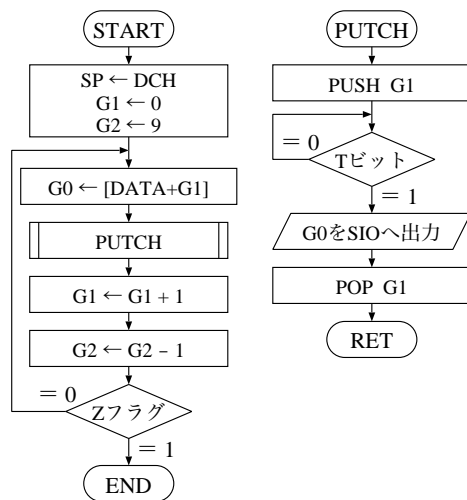 START
SP ← DCH
G1 ← 0
G2 ← 9
G0 ← [DATA+G1]
PUTCH
G1 ← G1 + 1
G2 ← G2 − 1
= 0
Zフラグ
= 1
END
PUTCH
PUSH G1
= 0
Tビット
= 1
G0をSIOへ出力
POP G1
RET